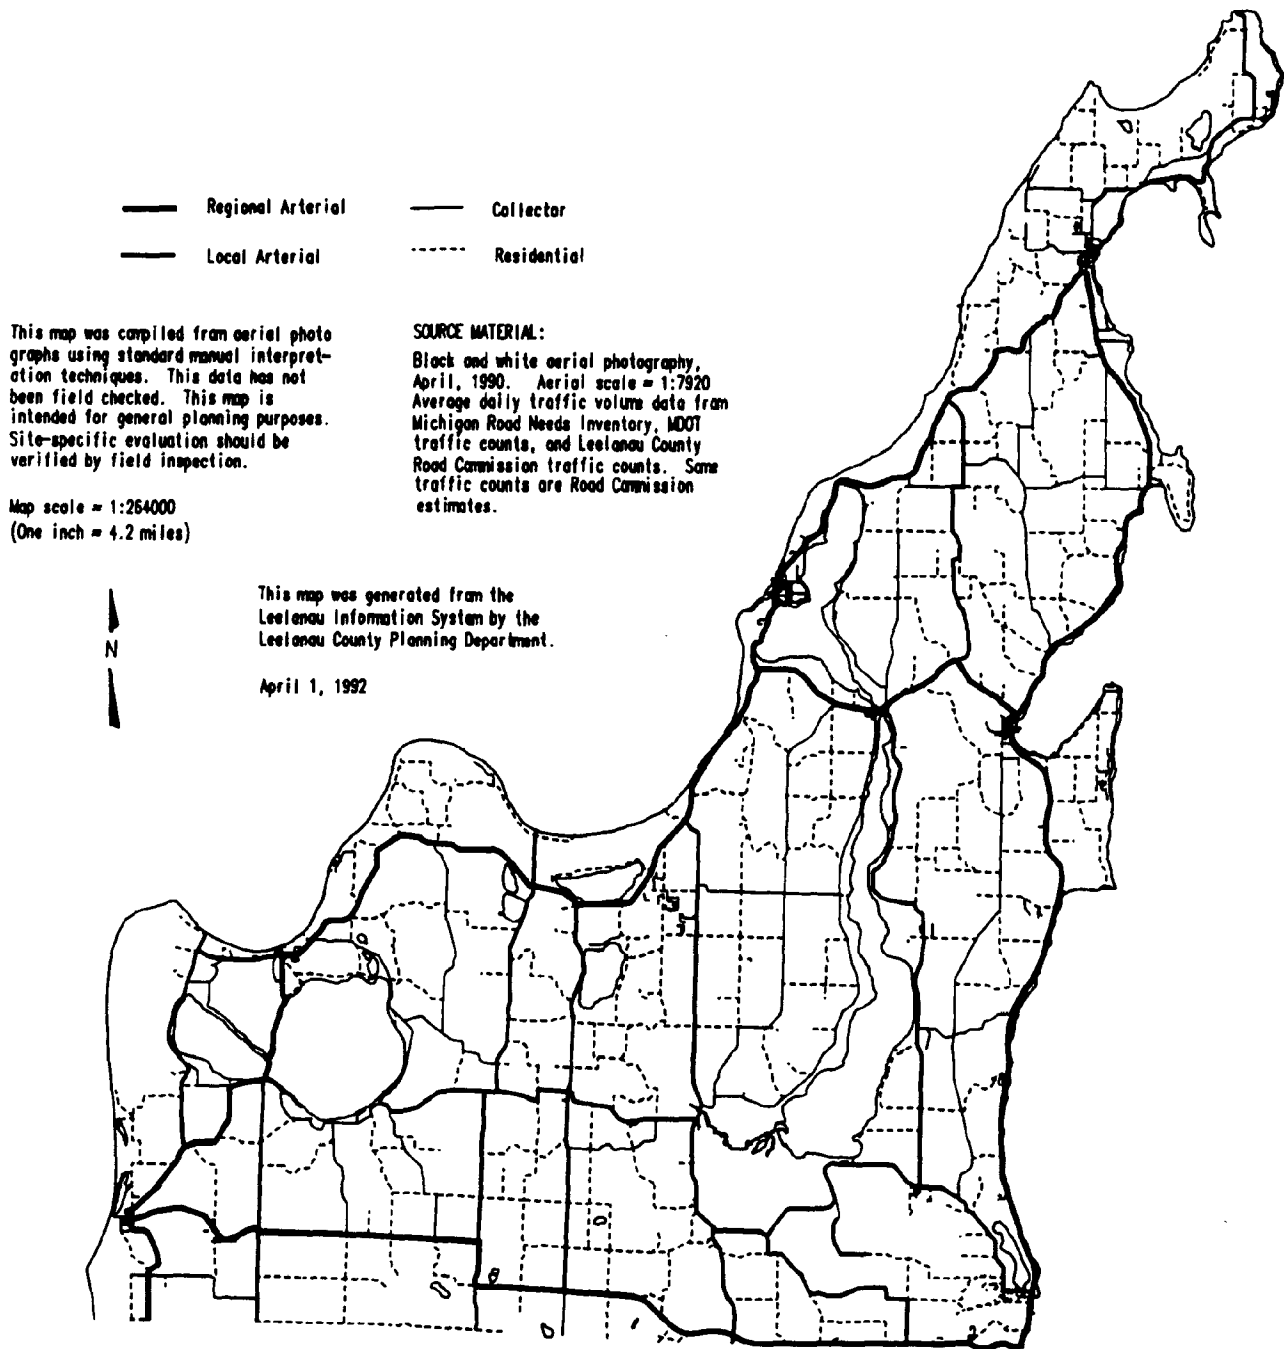 Regional Arterial
Collector
Local Arterial
Residential
This map was compiled from aerial photo
graphs using standard manual interpret-
ation techniques. This data has not
been field checked. This map is
intended for general planning purposes.
Site-specific evaluation should be
verified by field inspection.
Map scale = 1:264000
(One inch = 4.2 miles)
SOURCE MATERIAL:
Black and white aerial photography,
April, 1990. Aerial scale = 1:7920
Average daily traffic volume data from
Michigan Road Needs Inventory, MDOT
traffic counts, and Leelanau County
Road Commission traffic counts. Some
traffic counts are Road Commission
estimates.
N
This map was generated from the
Leelanau Information System by the
Leelanau County Planning Department.
April 1, 1992